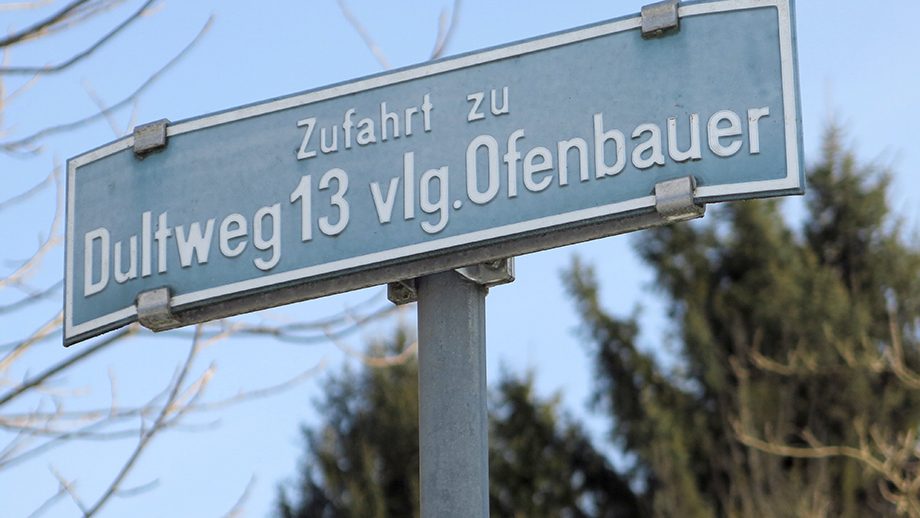 Zufahrt zu
Dultweg 13 vlg. Ofenbauer